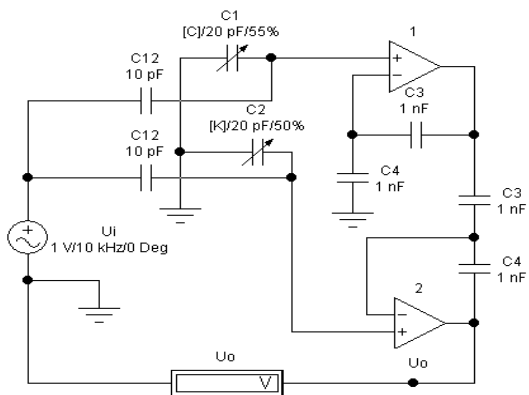 C1
[C]/20 pF/55%
1
C12
10 pF
+
−
C3
1 nF
C2
[K]/20 pF/50%
C12
10 pF
C4
1 nF
C3
1 nF
+
Ui
1 V/10 kHz/0 Deg
C4
1 nF
2
−
+
Uo
V
Uo